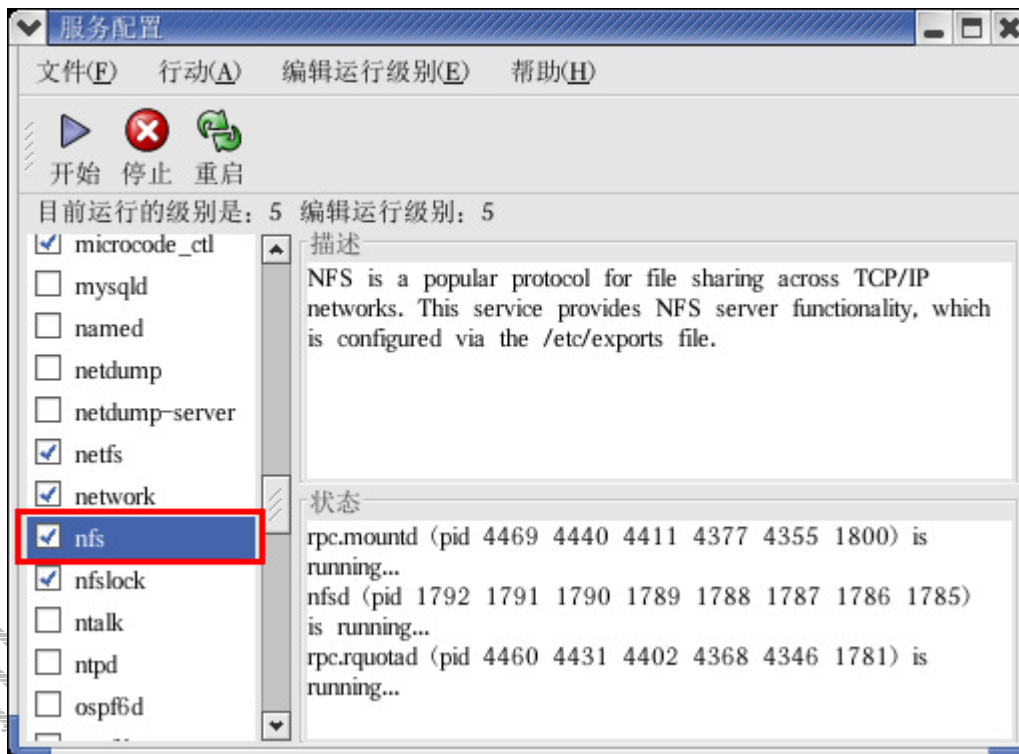 服务配置
文件(F) 行动(A) 编辑运行级别(E) 帮助(H)
开始 停止 重启
目前运行的级别是: 5 编辑运行级别: 5
microcode_ctl
mysqld
named
netdump
netdump-server
netfs
network
nfs
nfslock
ntalk
ntpd
ospf6d
描述
NFS is a popular protocol for file sharing across TCP/IP
networks. This service provides NFS server functionality, which
is configured via the /etc/exports file.
状态
rpc.mountd (pid 4469 4440 4411 4377 4355 1800) is
running...
nfsd (pid 1792 1791 1790 1789 1788 1787 1786 1785)
is running...
rpc.rquotad (pid 4460 4431 4402 4368 4346 1781) is
running...